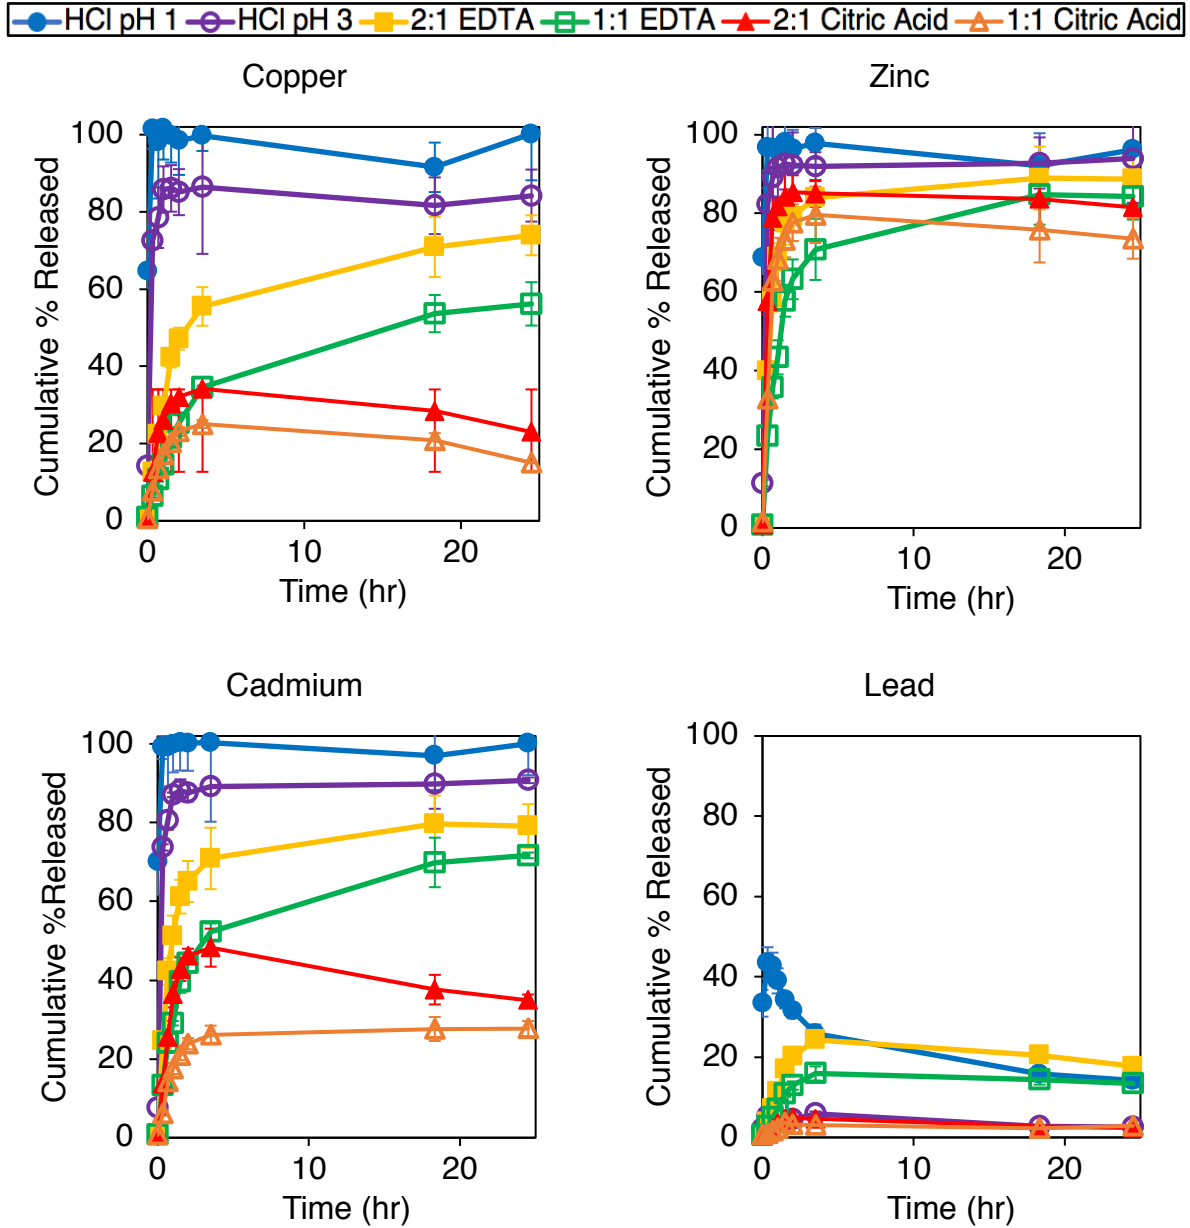 HCl pH 1 HCl pH 3 2:1 EDTA 1:1 EDTA 2:1 Citric Acid 1:1 Citric Acid
Copper
Cumulative % Released
100
80
60
40
20
0
0 10 20
Time (hr)
Zinc
Cumulative % Released
100
80
60
40
20
0
0 10 20
Time (hr)
Cadmium
Cumulative %Released
100
80
60
40
20
0
0 10 20
Time (hr)
Lead
Cumulative % Released
100
80
60
40
20
0
0 10 20
Time (hr)